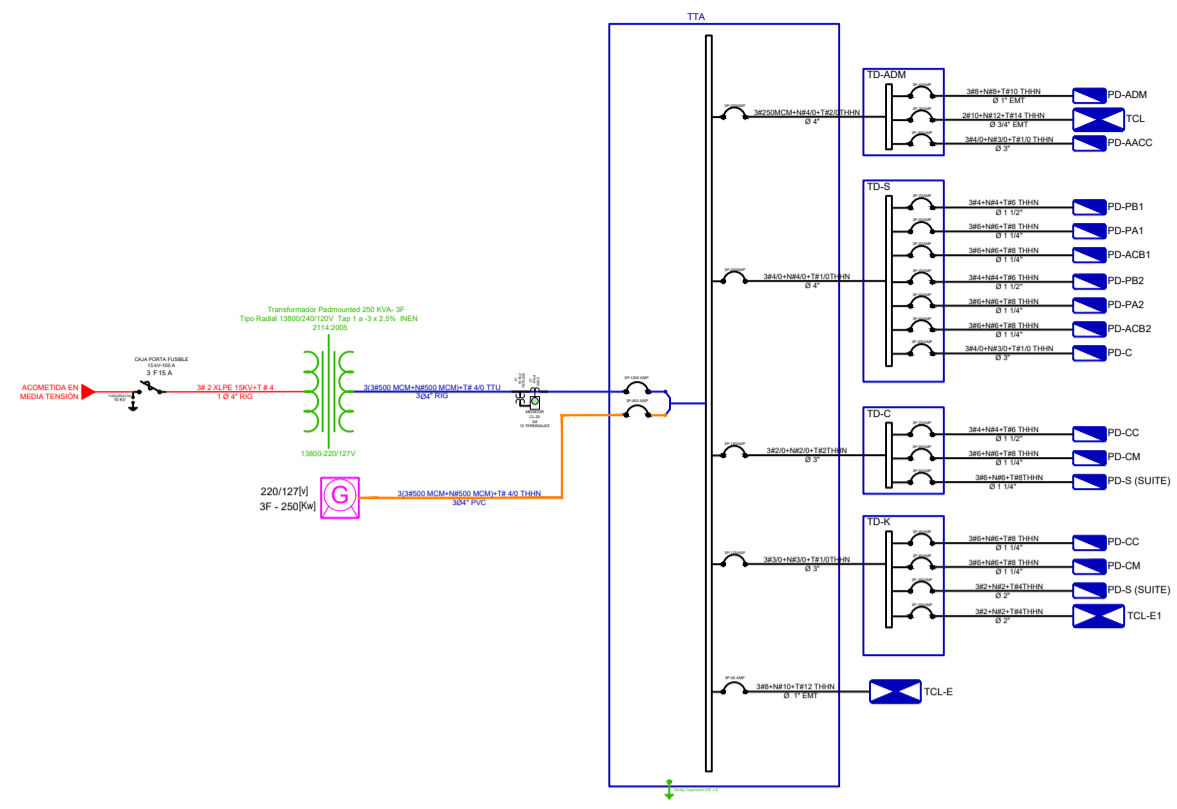 TTA
TD-ADM
3#8+N#8+T#10 THHN
Ø 1" EMT
PD-ADM
2#10+N#12+T#14 THHN
Ø 3/4" EMT
TCL
3#4/0+N#3/0+T#1/0 THHN
Ø 3"
PD-AACC
3#250MCM+N#4/0+T#2/0THHN
Ø 4"
TD-S
3#4+N#4+T#6 THHN
Ø 1 1/2"
PD-PB1
3#6+N#6+T#8 THHN
Ø 1 1/4"
PD-PA1
3#6+N#6+T#8 THHN
Ø 1 1/4"
PD-ACB1
3#4+N#4+T#6 THHN
Ø 1 1/2"
PD-PB2
3#6+N#6+T#8 THHN
Ø 1 1/4"
PD-PA2
3#6+N#6+T#8 THHN
Ø 1 1/4"
PD-ACB2
3#4/0+N#3/0+T#1/0 THHN
Ø 3"
PD-C
3#4/0+N#4/0+T#1/0THHN
Ø 4"
Transformador Padmounted 250 KVA- 3F
Tipo Radial 13800/240/120V Tap 1 a -3 x 2,5% INEN
2114:2005
CAJA PORTA FUSIBLE
15 kV-100 A
3 F 15 A
ACOMETIDA EN
MEDIA TENSIÓN
10 KV
3# 2 XLPE 15KV+T # 4
1 Ø 4" RIG
13800-220/127V
3(3#500 MCM+N#500 MCM)+T# 4/0 TTU
3Ø4" RIG
MEDIDOR
CL-20
13 TERMINALES
220/127[v]
3F - 250[Kw]
G
3(3#500 MCM+N#500 MCM)+T# 4/0 THHN
3Ø4" PVC
TD-C
3#4+N#4+T#6 THHN
Ø 1 1/2"
PD-CC
3#6+N#6+T#8 THHN
Ø 1 1/4"
PD-CM
3#6+N#6+T#8THHN
Ø 1 1/4"
PD-S (SUITE)
3#2/0+N#2/0+T#2THHN
Ø 3"
TD-K
3#6+N#6+T#8 THHN
Ø 1 1/4"
PD-CC
3#6+N#6+T#8 THHN
Ø 1 1/4"
PD-CM
3#2+N#2+T#4THHN
Ø 2"
PD-S (SUITE)
3#2+N#2+T#4THHN
Ø 2"
TCL-E1
3#3/0+N#3/0+T#1/0THHN
Ø 3"
3#8+N#10+T#12 THHN
Ø 1" EMT
TCL-E